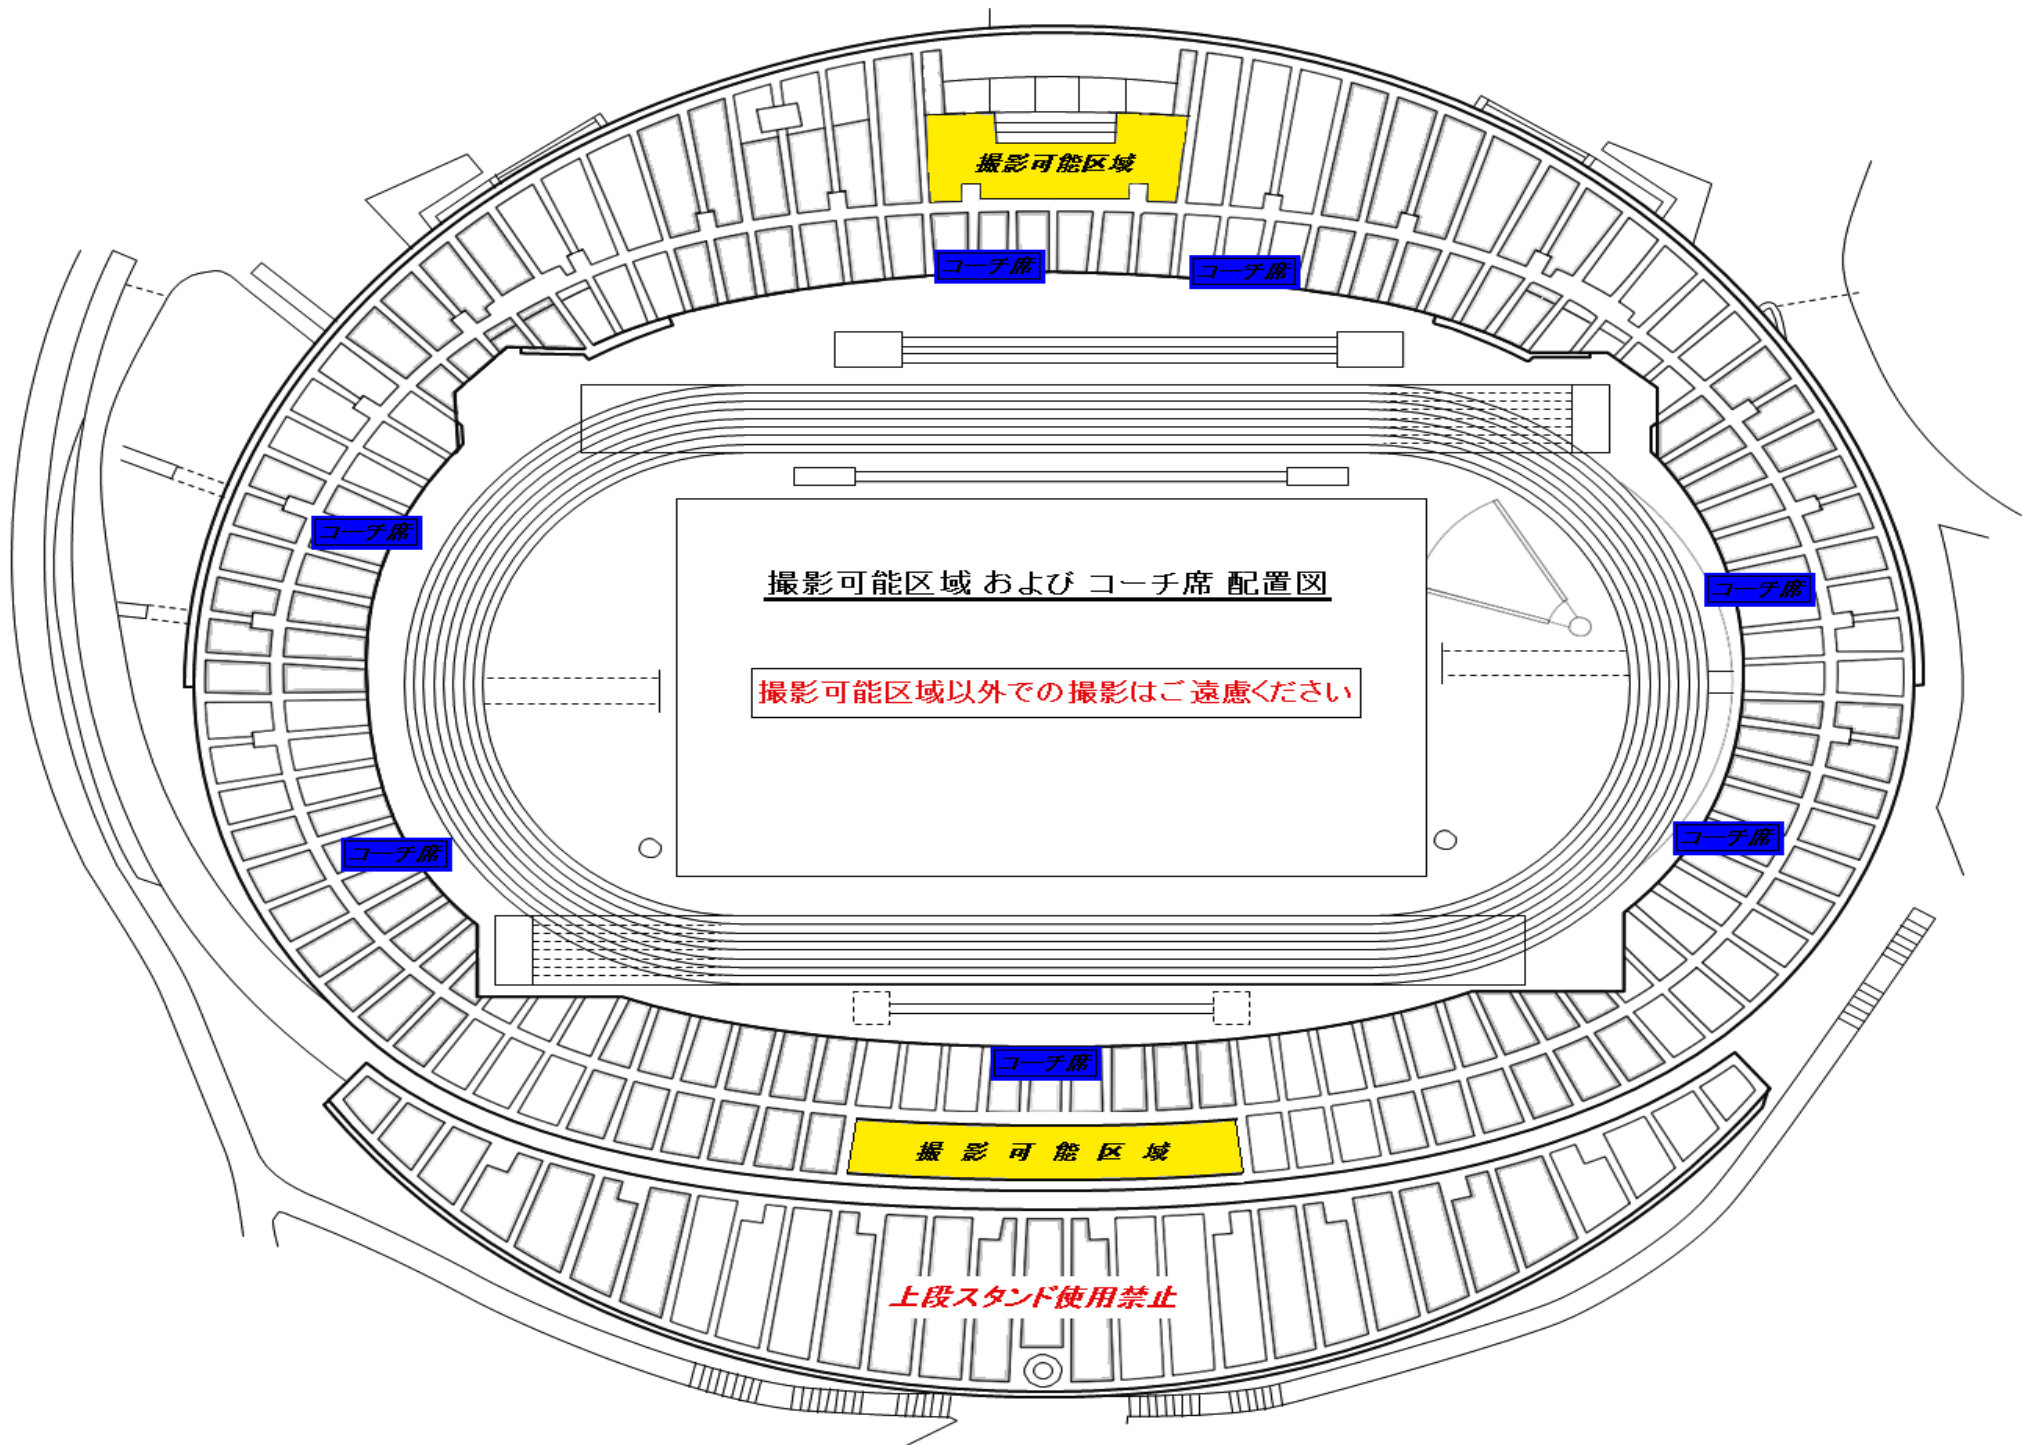 撮影可能区域
コーチ席
コーチ席
コーチ席
撮影可能区域 および コーチ席 配置図
コーチ席
撮影可能区域以外での撮影はご遠慮ください
コーチ席
コーチ席
コーチ席
撮影可能区域
上段スタンド使用禁止